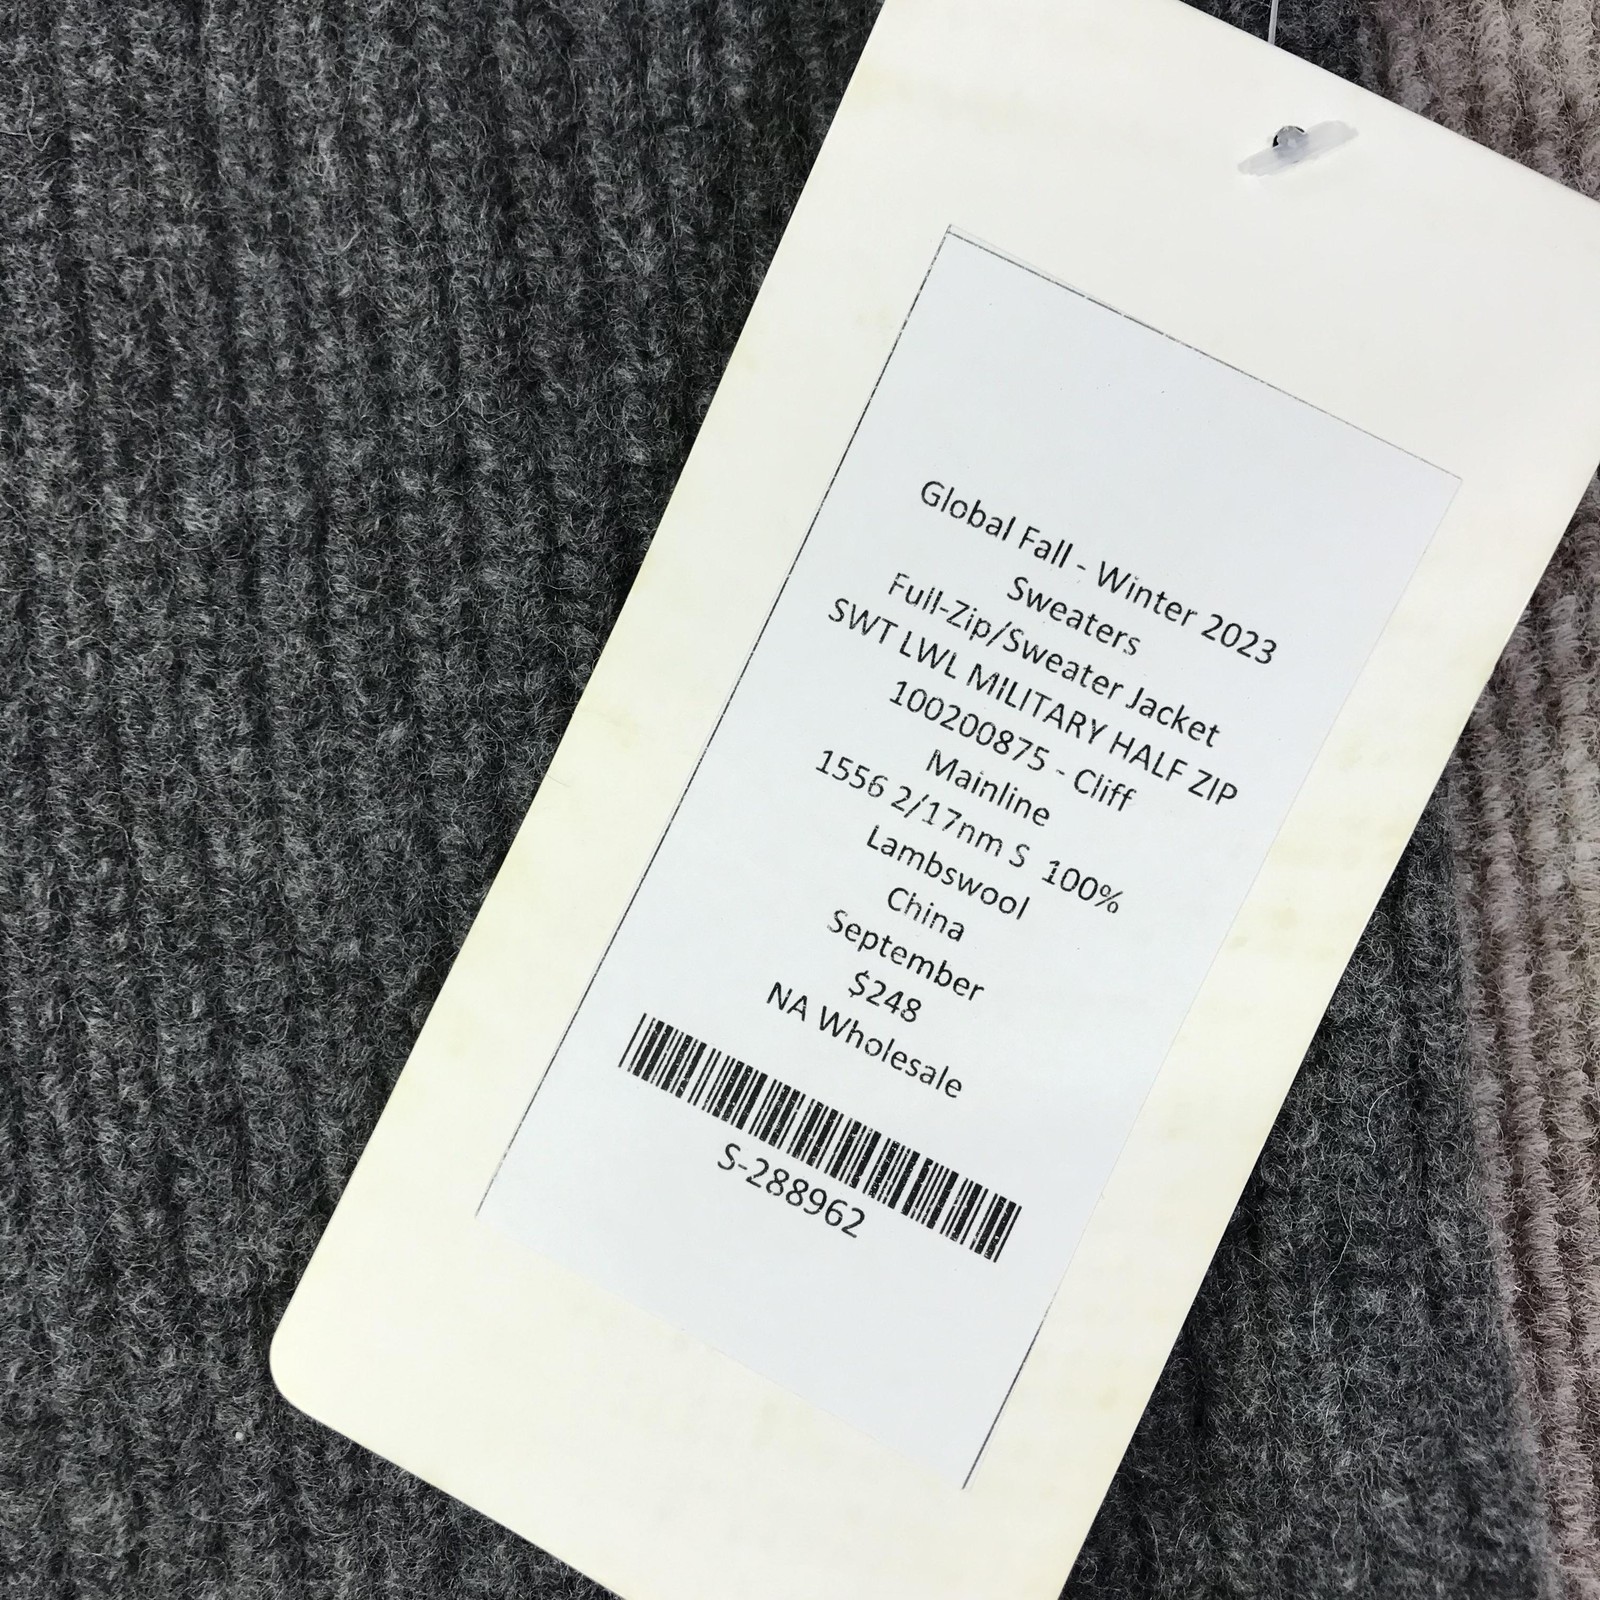 Global Fall - Winter 2023
Sweaters
Full-Zip/Sweater Jacket
SWT LWL MILITARY HALF ZIP
100200875 - Cliff
Mainline
1556 2/17nm S 100%
Lambswool
China
September
$248
NA Wholesale
S-288962